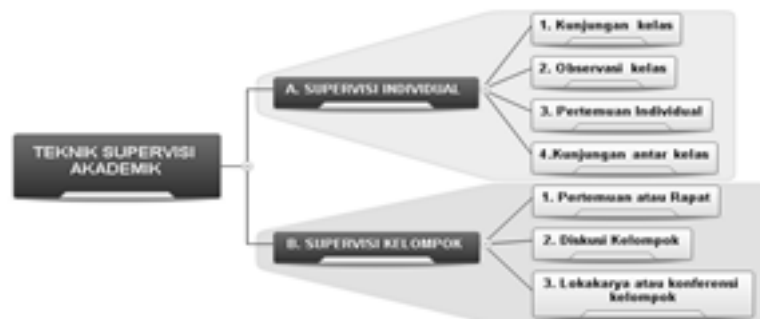 TEKNIK SUPERVISI
AKADEMIK
A. SUPERVISI INDIVIDUAL
1. Kunjungan kelas
2. Observasi kelas
3. Pertemuan Individual
4.Kunjungan antar kelas
B. SUPERVISI KELOMPOK
1. Pertemuan atau Rapat
2. Diskusi Kelompok
3. Lokakarya atau konferensi
kelompok